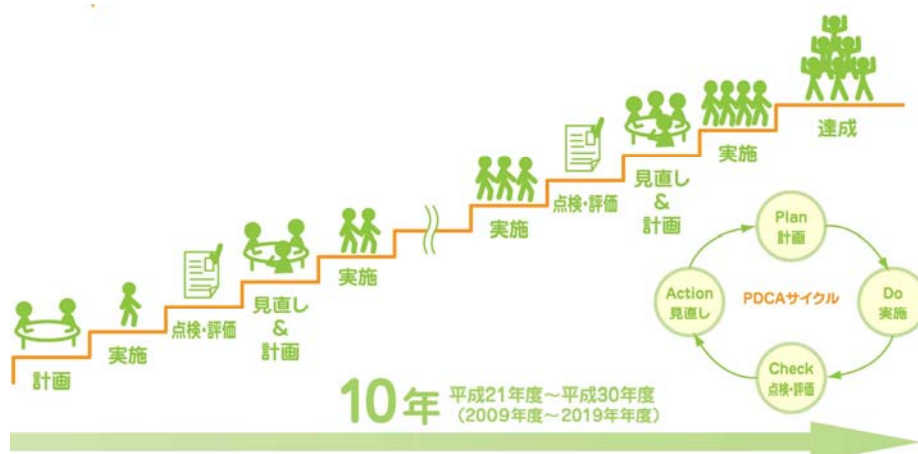 計画
実施
点検・評価
見直し
&
計画
実施
実施
点検・評価
見直し
&
計画
実施
達成
Plan
計画
Do
実施
Check
点検・評価
Action
見直し
PDCAサイクル
10年 平成21年度～平成30年度
（2009年度～2019年年度）